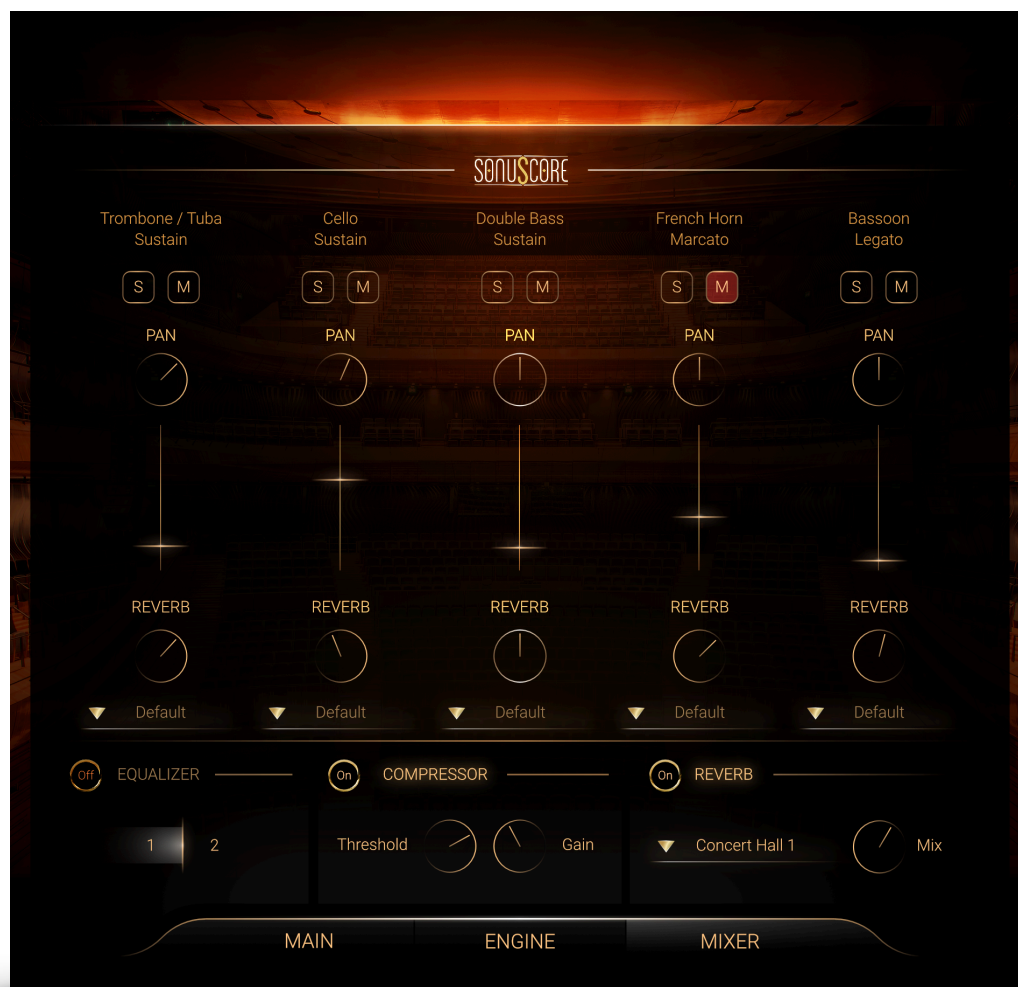 SONUSCORE
Trombone / Tuba
Sustain
Cello
Sustain
Double Bass
Sustain
French Horn
Marcato
Bassoon
Legato
S M S M S M S M S M
PAN PAN PAN PAN PAN
REVERB REVERB REVERB REVERB REVERB
Default Default Default Default Default
Off EQUALIZER On COMPRESSOR On REVERB
1 2 Threshold Gain Concert Hall 1 Mix
MAIN ENGINE MIXER